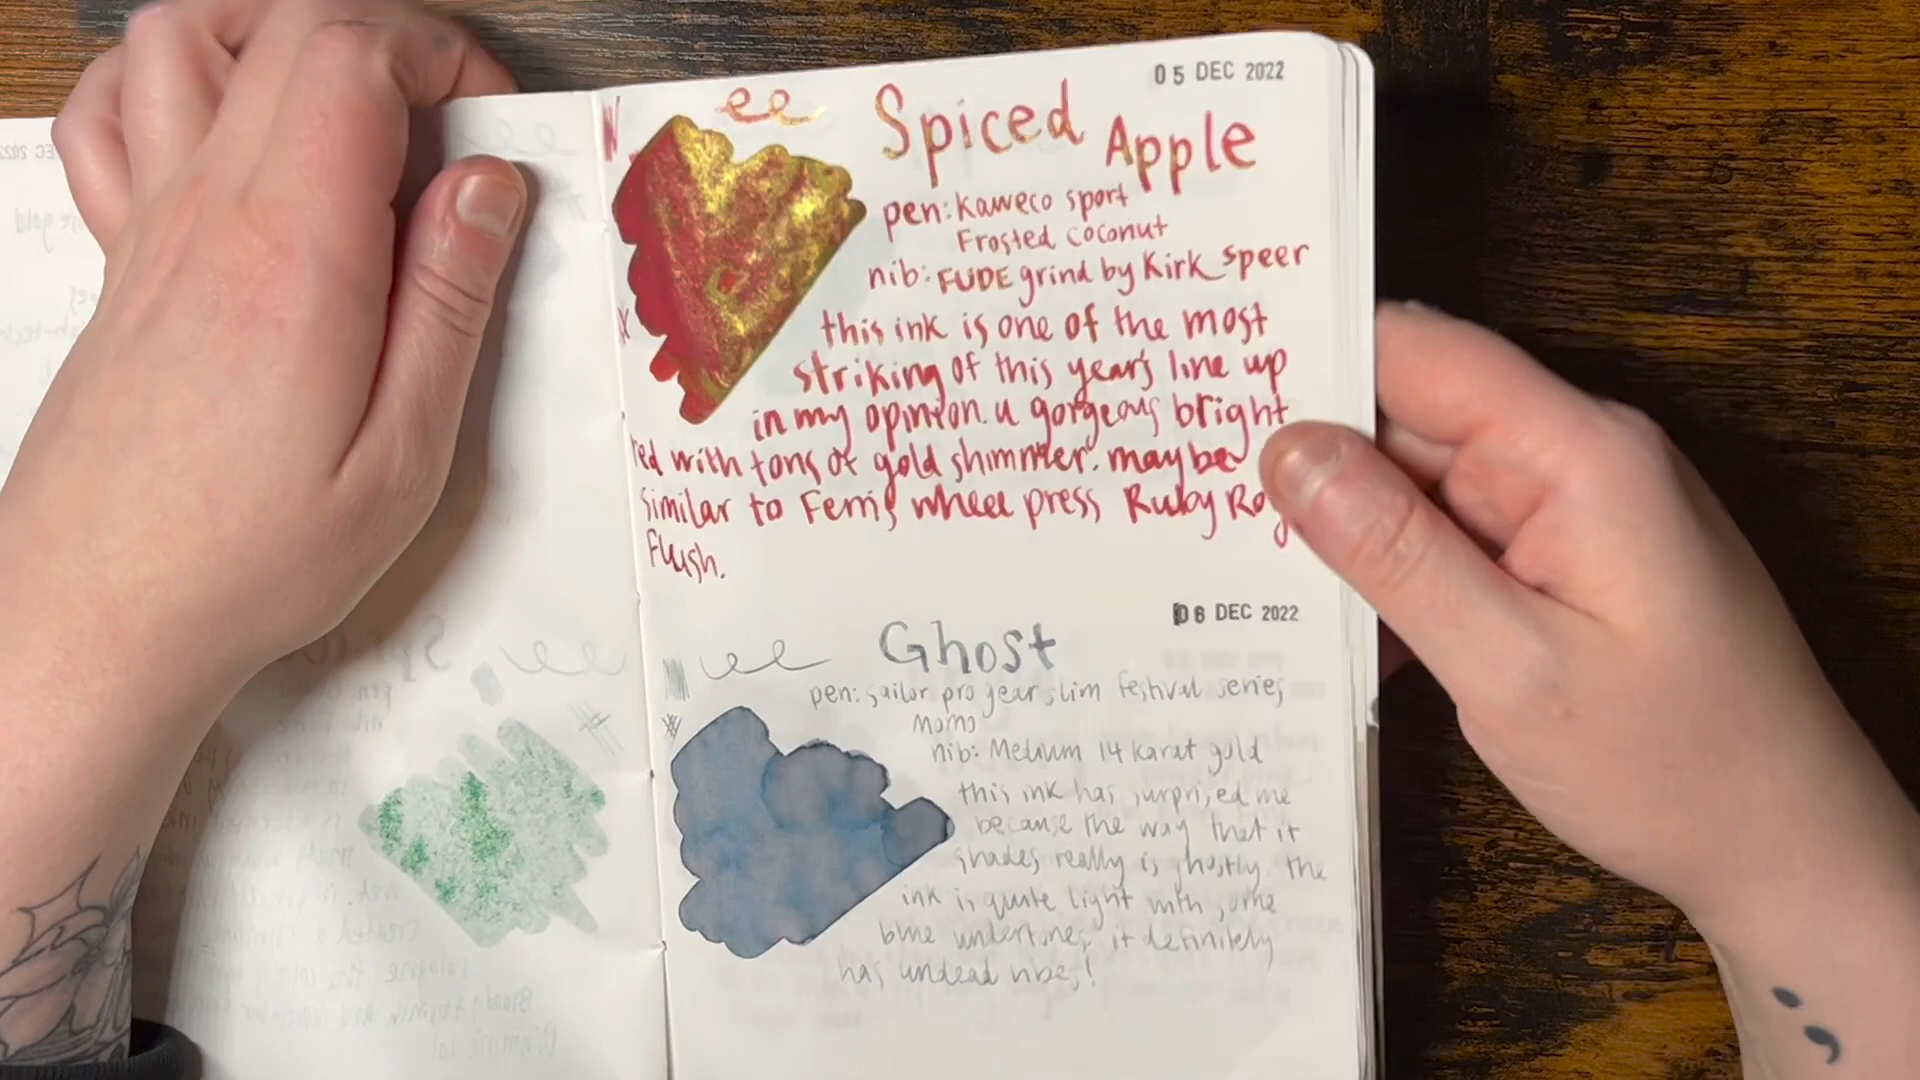 05 DEC 2022
ee Spiced Apple
pen: Kaweco sport
Frosted coconut
nib: FUDE grind by Kirk Speer
this ink is one of the most
striking of this year's line up
in my opinion. a gorgeous bright
red with tons of gold shimmer. maybe
similar to Ferris wheel press Ruby
Flush.
06 DEC 2022
ee Ghost
pen: sailor pro gear slim festival series
Momo
nib: Medium 14 karat gold
this ink has surprised me
because the way that it
shades really is ghostly. the
ink is quite light with some
blue undertones. it definitely
has undead vibes!